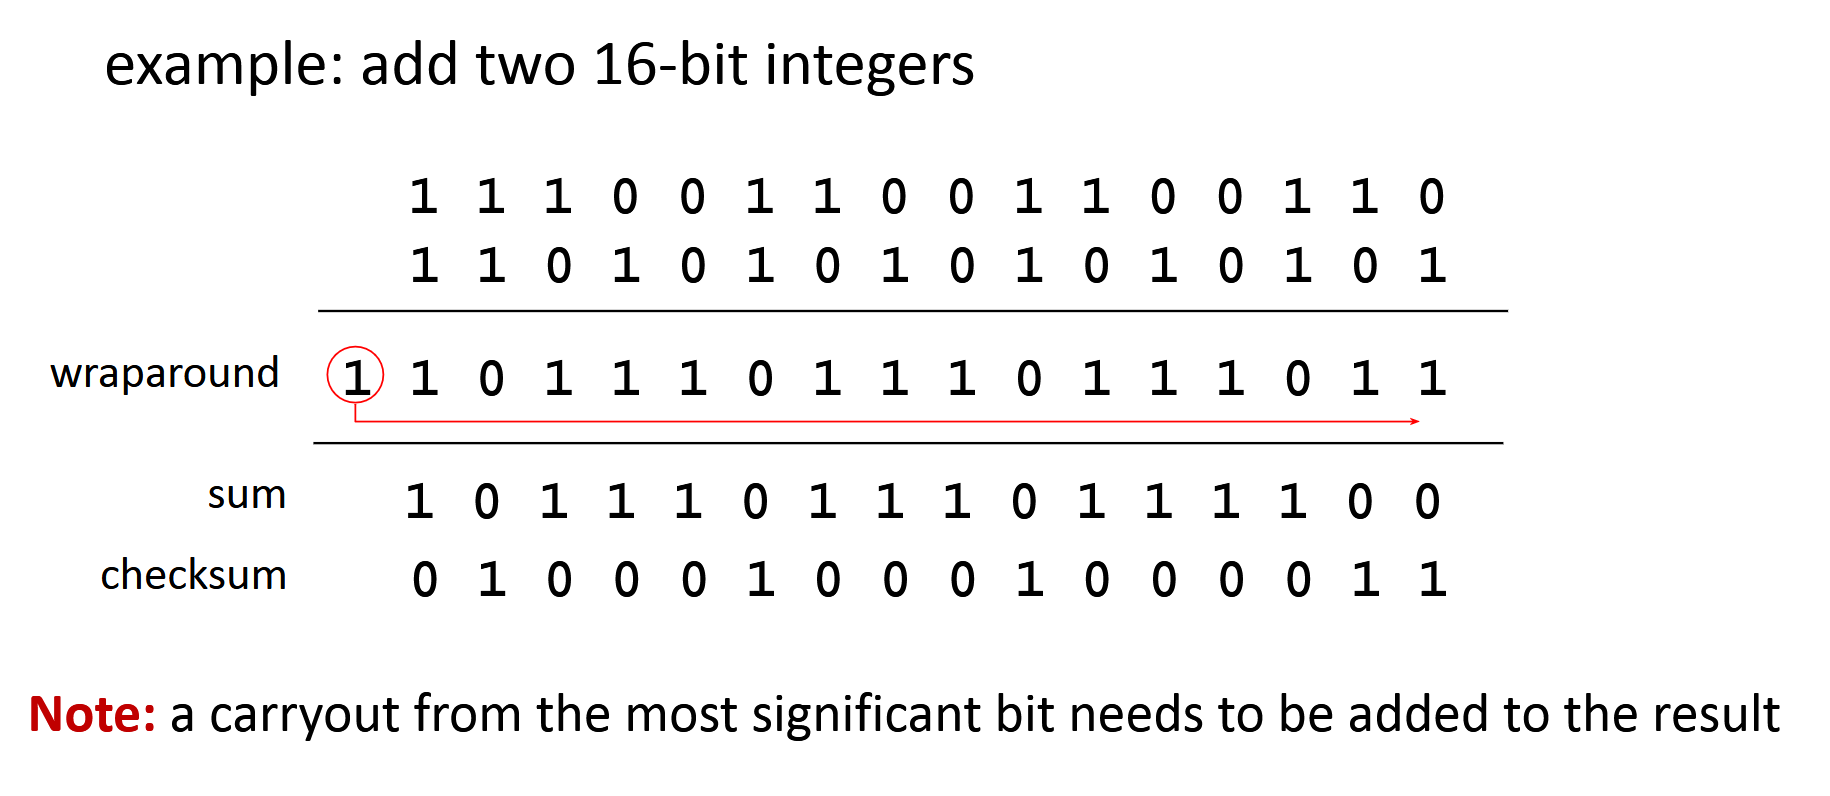 example: add two 16-bit integers
1 1 1 0 0 1 1 0 0 1 1 0 0 1 1 0
1 1 0 1 0 1 0 1 0 1 0 1 0 1 0 1
wraparound 1 1 0 1 1 1 0 1 1 1 0 1 1 1 0 1 1
sum 1 0 1 1 1 0 1 1 1 0 1 1 1 1 0 0
checksum 0 1 0 0 0 1 0 0 0 1 0 0 0 0 1 1
Note: a carryout from the most significant bit needs to be added to the result